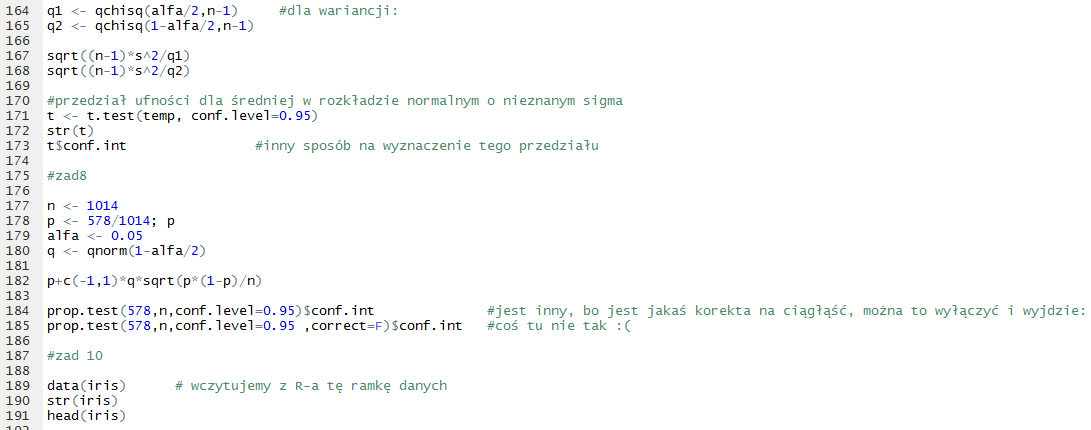 164 q1 <- qchisq(alfa/2,n-1)     #dla wariancji:
165 q2 <- qchisq(1-alfa/2,n-1)
166
167 sqrt((n-1)*s^2/q1)
168 sqrt((n-1)*s^2/q2)
169
170 #przedział ufności dla średniej w rozkładzie normalnym o nieznanym sigma
171 t <- t.test(temp, conf.level=0.95)
172 str(t)
173 t$conf.int                #inny sposób na wyznaczenie tego przedziału
174
175 #zad8
176
177 n <- 1014
178 p <- 578/1014; p
179 alfa <- 0.05
180 q <- qnorm(1-alfa/2)
181
182 p+c(-1,1)*q*sqrt(p*(1-p)/n)
183
184 prop.test(578,n,conf.level=0.95)$conf.int              #jest inny, bo jest jakaś korekta na ciągłąść, można to wyłączyć i wyjdzie:
185 prop.test(578,n,conf.level=0.95 ,correct=F)$conf.int   #coś tu nie tak :(
186
187 #zad 10
188
189 data(iris)      # wczytujemy z R-a tę ramkę danych
190 str(iris)
191 head(iris)